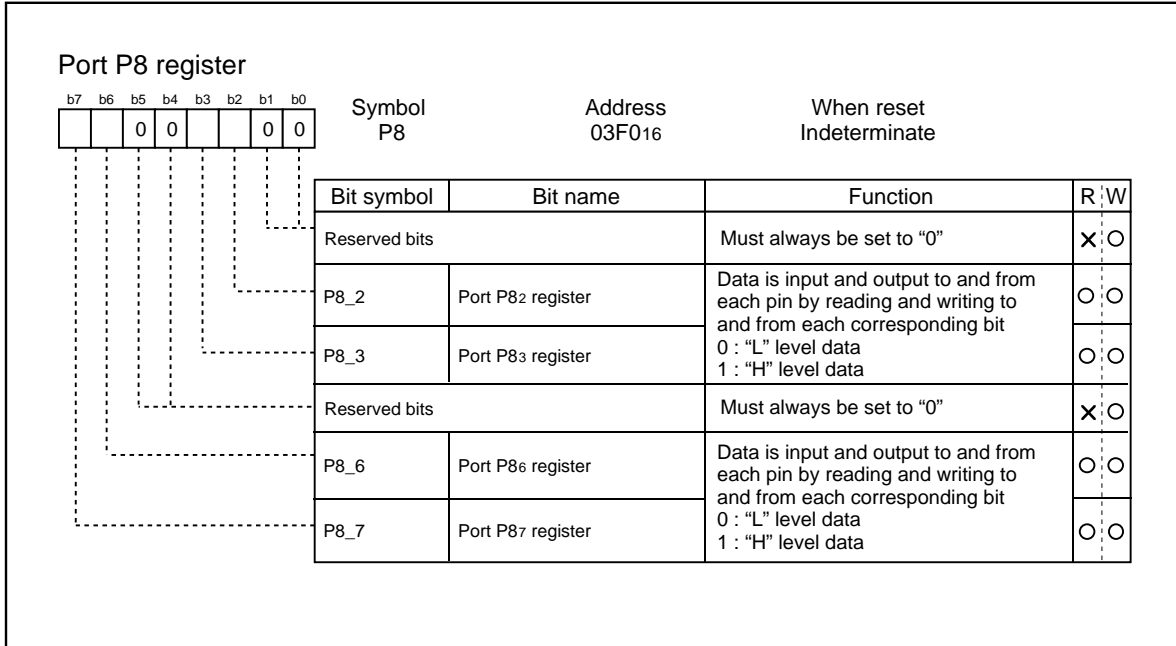 Port P8 register
b7 b6 b5 b4 b3 b2 b1 b0
0 0 0 0
Symbol Address When reset
P8 03F016 Indeterminate
Bit symbol Bit name Function R W
Reserved bits Must always be set to “0” X O
P8_2 Port P82 register Data is input and output to and from
each pin by reading and writing to
and from each corresponding bit
0 : “L” level data
1 : “H” level data O O
P8_3 Port P83 register O O
Reserved bits Must always be set to “0” X O
P8_6 Port P86 register Data is input and output to and from
each pin by reading and writing to
and from each corresponding bit
0 : “L” level data
1 : “H” level data O O
P8_7 Port P87 register O O